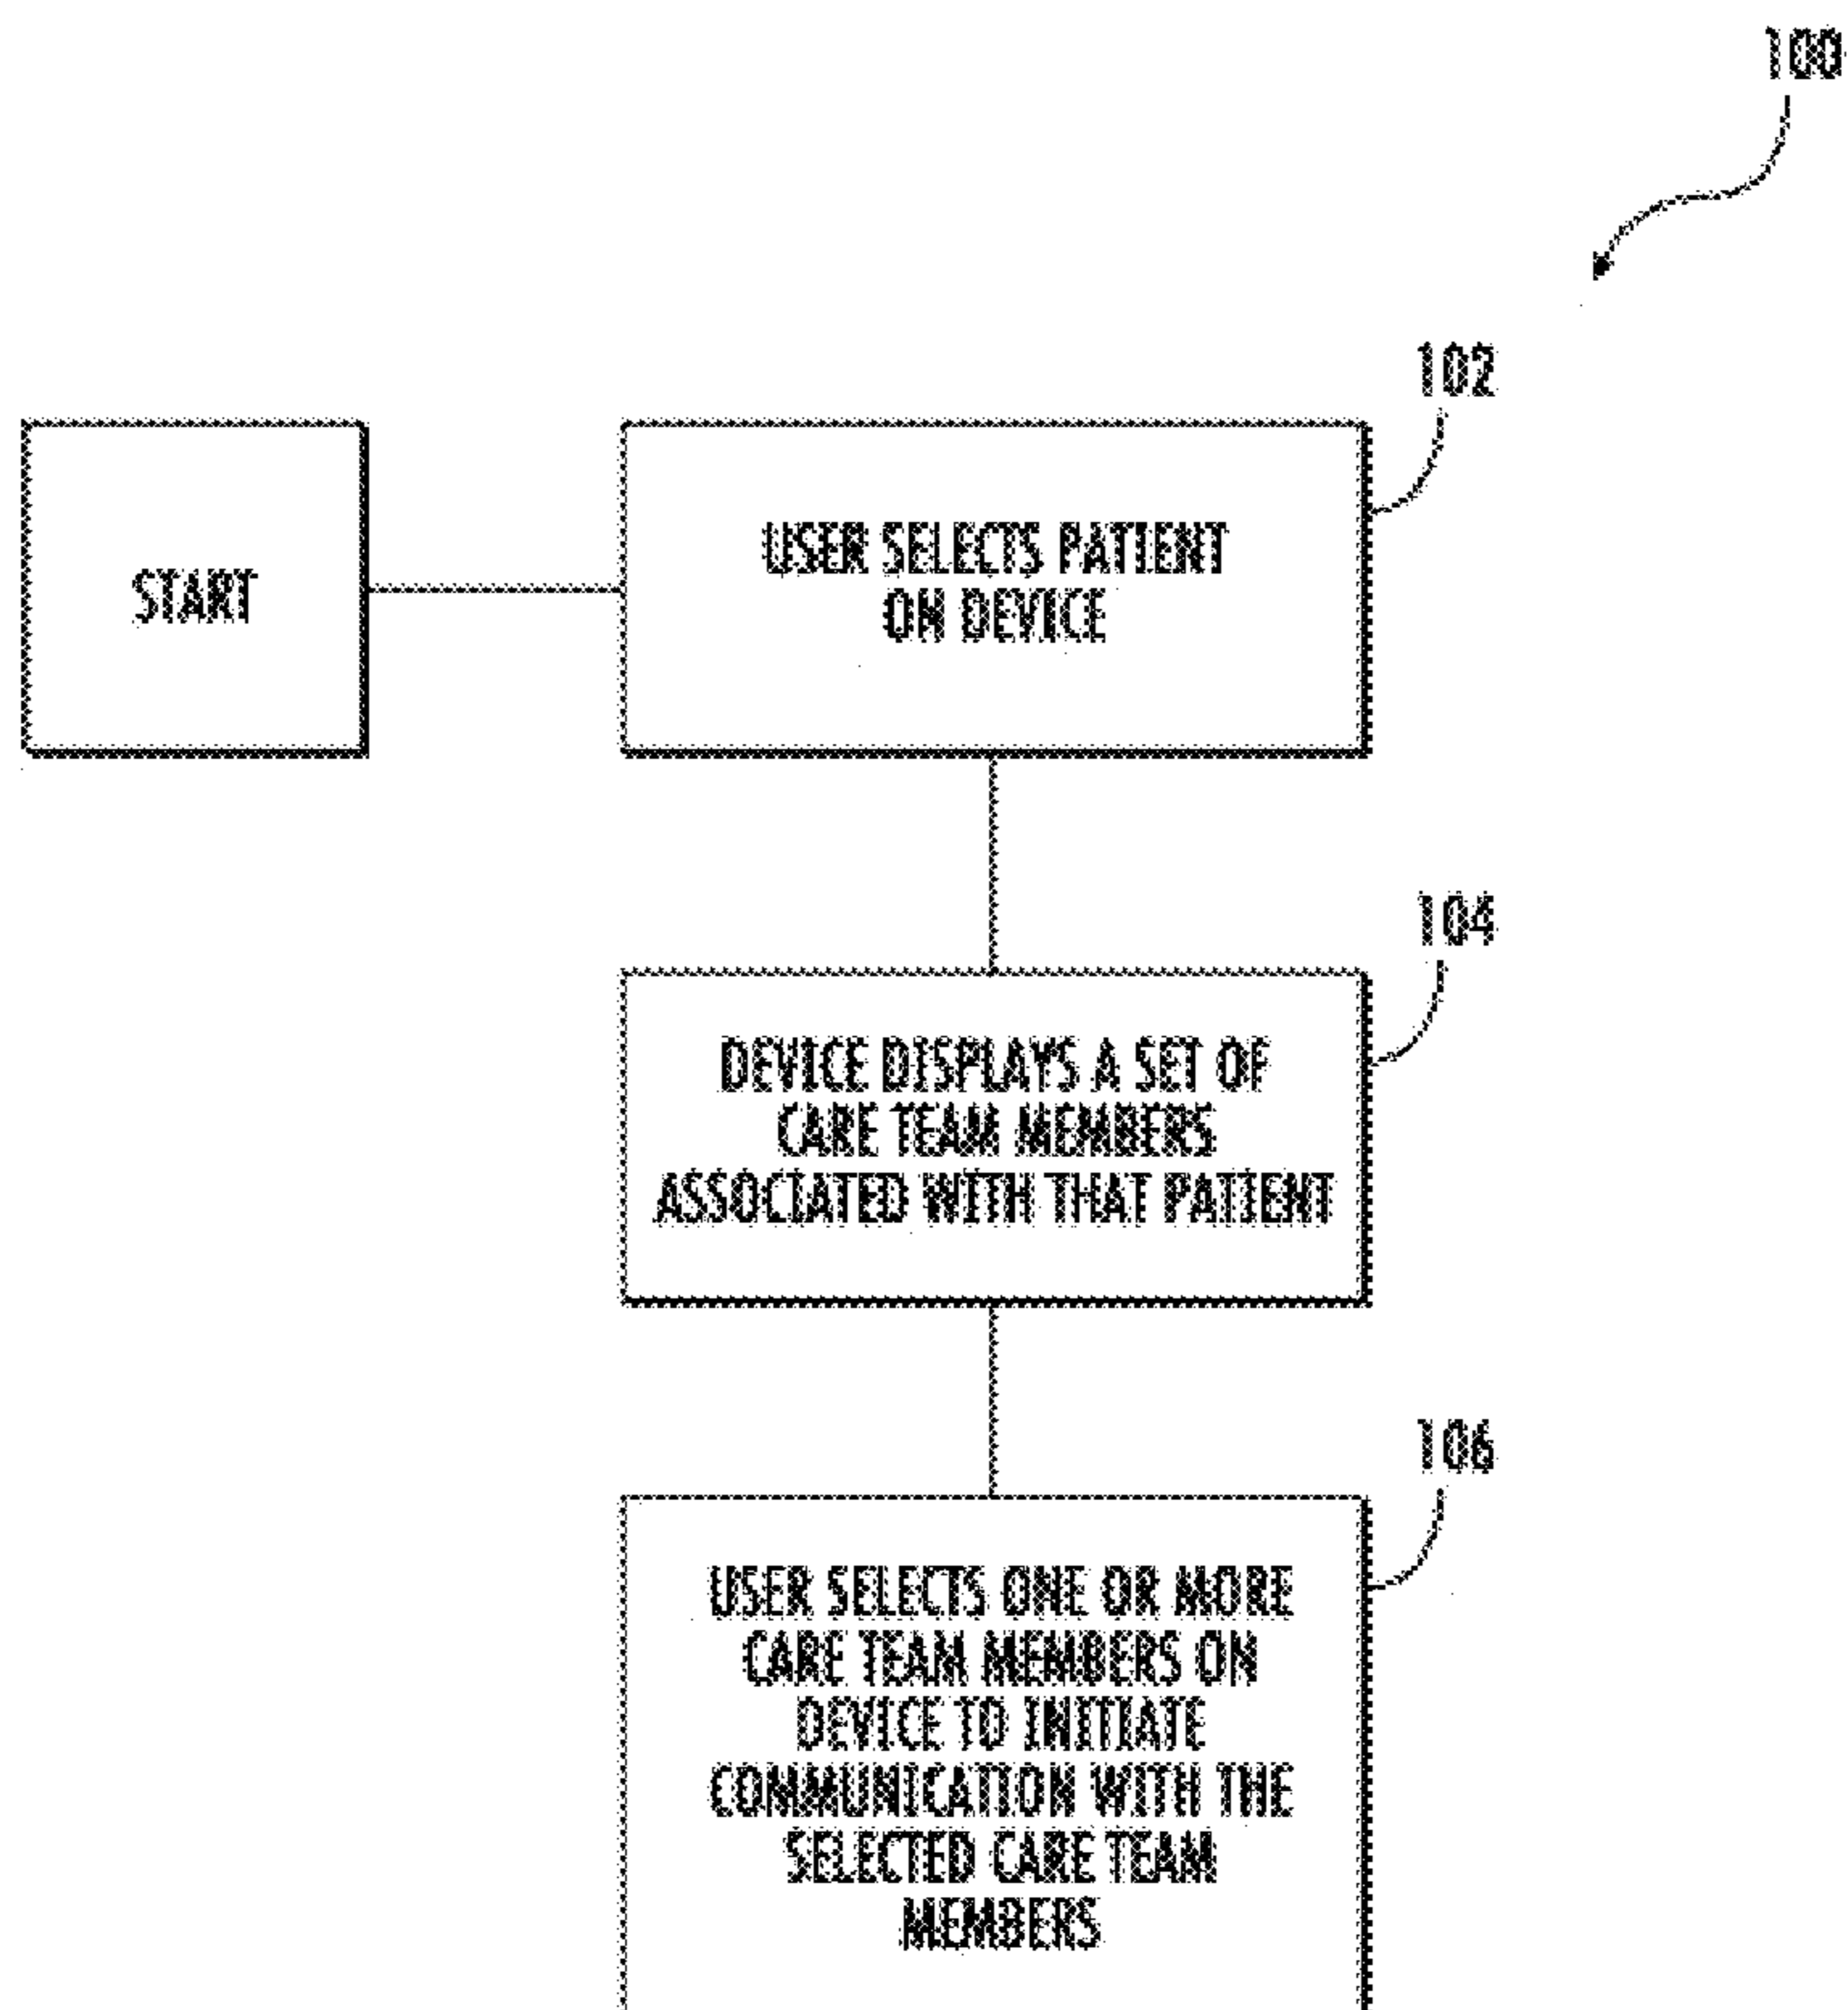 100
102
START
USER SELECTS PATIENT
ON DEVICE
104
DEVICE DISPLAYS A SET OF
CARE TEAM MEMBERS
ASSOCIATED WITH THAT PATIENT
106
USER SELECTS ONE OR MORE
CARE TEAM MEMBERS ON
DEVICE TO INITIATE
COMMUNICATION WITH THE
SELECTED CARE TEAM
MEMBERS